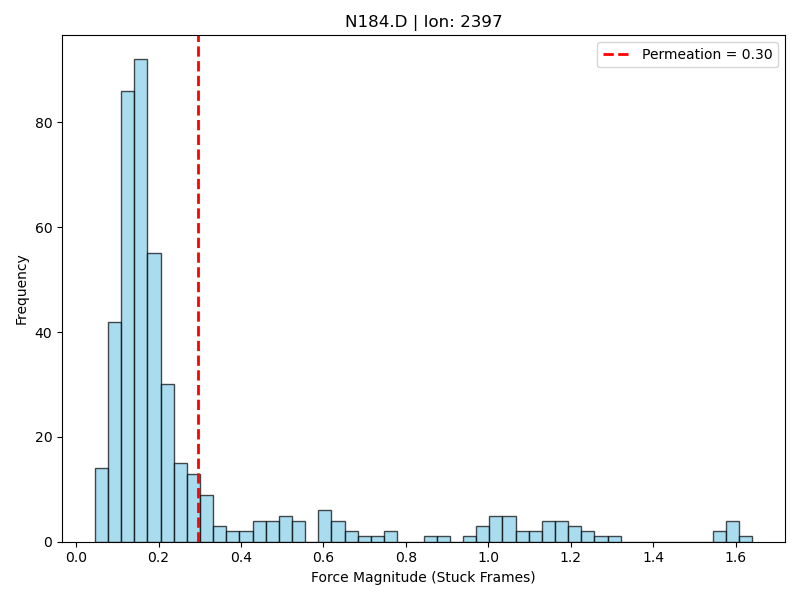 N184.D | Ion: 2397
Permeation = 0.30
Frequency
80
60
40
20
0
0.0 0.2 0.4 0.6 0.8 1.0 1.2 1.4 1.6
Force Magnitude (Stuck Frames)